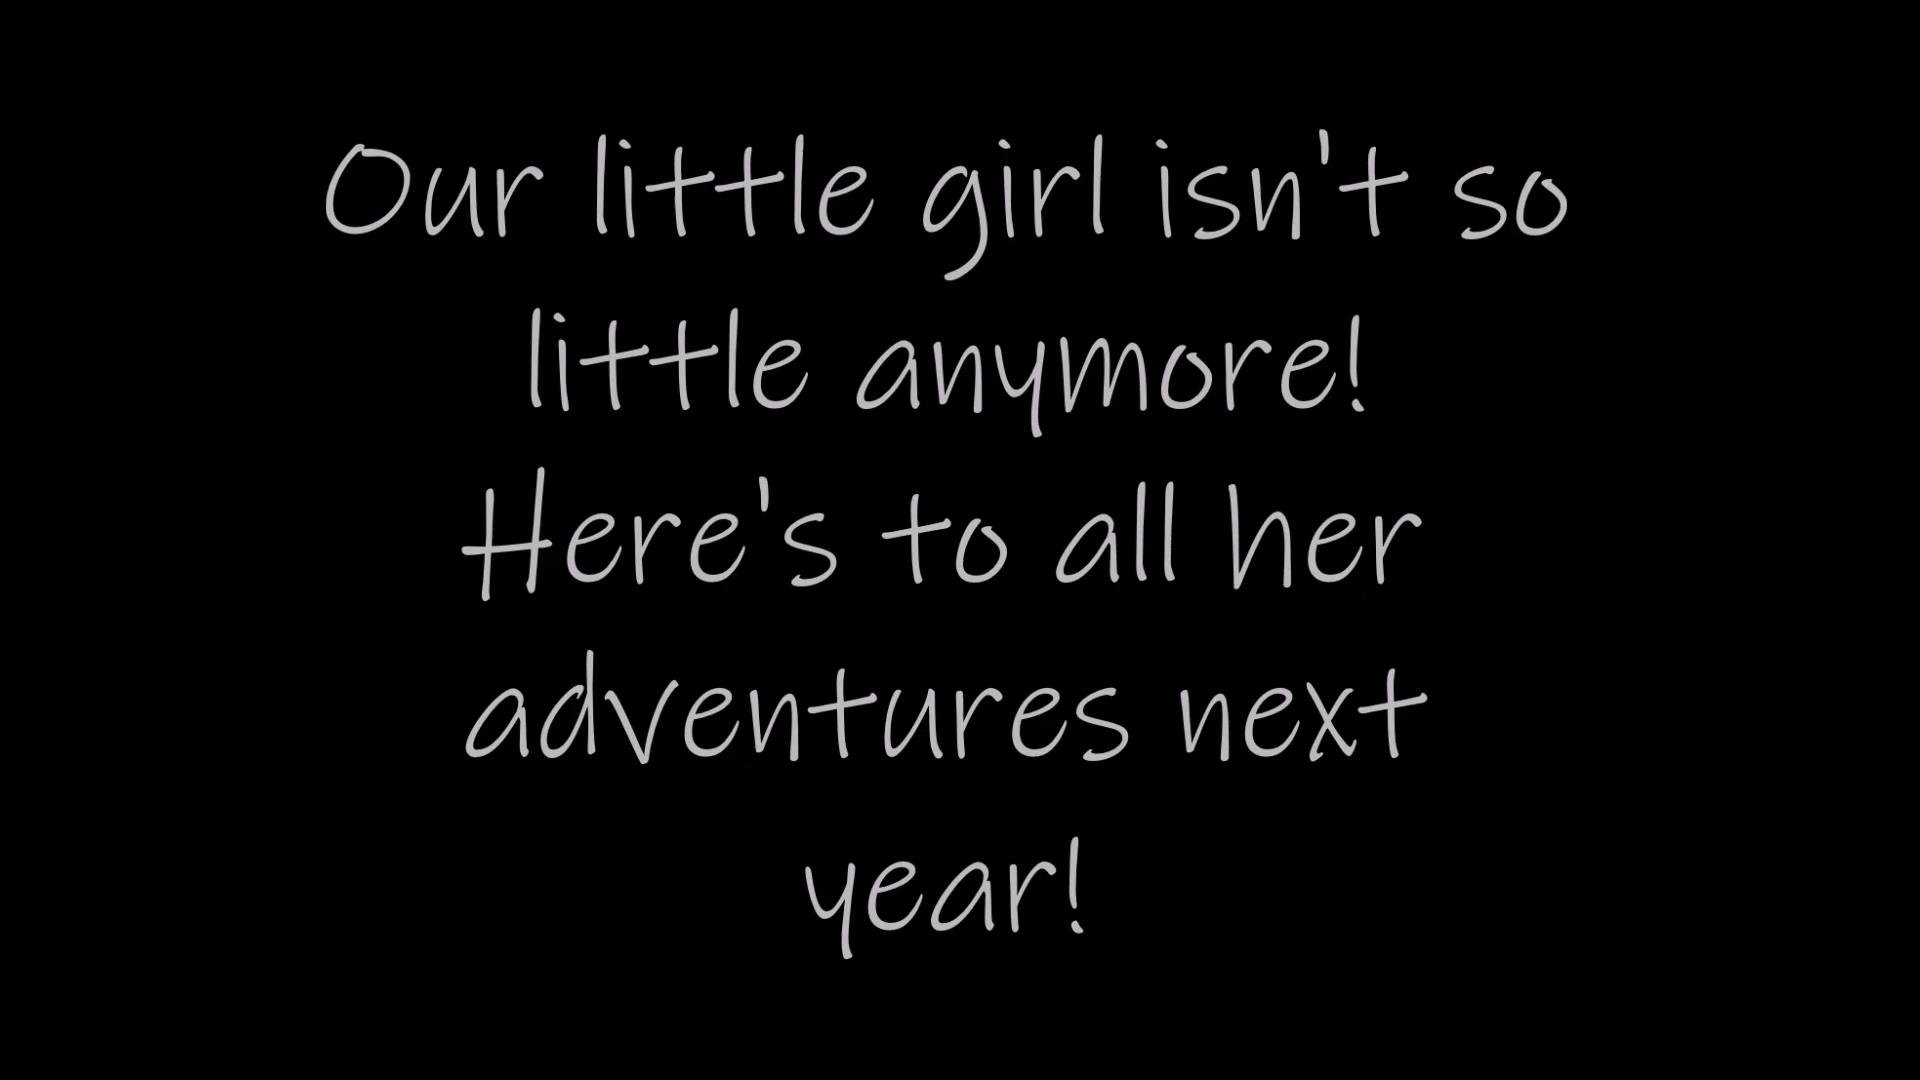 Our little girl isn't so
little anymore!
Here's to all her
adventures next
year!